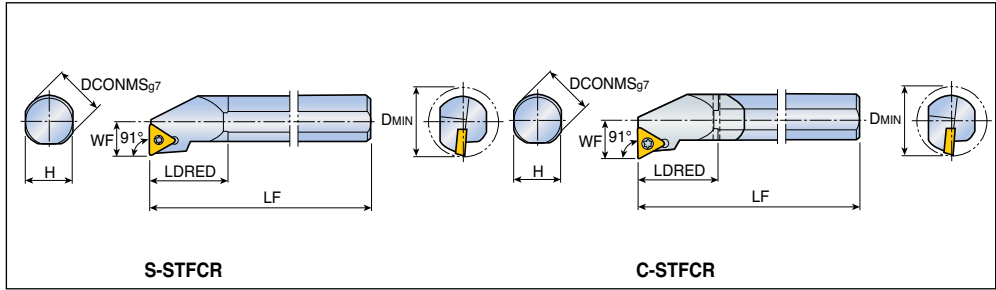 DCONMSg7
WF
91°
H
LDRED
LF
DMIN
S-STFCR
DCONMSg7
WF
91°
H
LDRED
LF
DMIN
C-STFCR